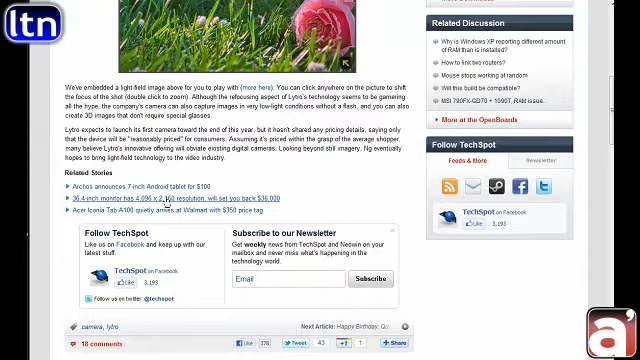 ltn
We've embedded a light-field image above for you to play with (more here). You can click anywhere on the picture to shift
the focus of the shot (double click to zoom). Although the refocusing aspect of Lytro's technology seems to be garnering
all the hype, the company's camera can also capture images in very low-light conditions without a flash, and you can also
create 3D images that don't require special glasses.
Lytro expects to launch its first camera toward the end of this year, but it hasn't shared any pricing details, saying only
that the device will be "reasonably priced" for consumers. Assuming it's priced within the grasp of the average shopper,
many believe Lytro's innovative offering will obviate existing digital cameras. Looking beyond still imagery, Ng eventually
hopes to bring light-field technology to the video industry.
Related Stories
Archos announces 7-inch Android tablet for $100
36.4-inch monitor has 4,096 x 2,160 resolution, will set you back $36,000
Acer Iconia Tab A100 quietly arrives at Walmart with $350 price tag
Follow TechSpot
Like us on Facebook and keep up with our
latest stuff.
TechSpot on Facebook
Like 3,193
Follow us on twitter: @techspot
Subscribe to our Newsletter
Get weekly news from TechSpot and Neowin on your
mailbox and never miss what's happening in the
technology world.
Email
Subscribe
camera, lytro
Next Article: Happy Birthday: Qu
18 comments
Like 378
Tweet 43
+1 1
Share
Related Discussion
Why is Windows XP reporting different amount
of RAM than is installed?
How to link two routers?
Mouse stops working at random
Will this build be compatible?
MSI 790FX-GD70 + 1090T, RAM issue.
More at the OpenBoards
Follow TechSpot
Feeds & More
Newsletter
TechSpot on Facebook
Like 3,193
a'